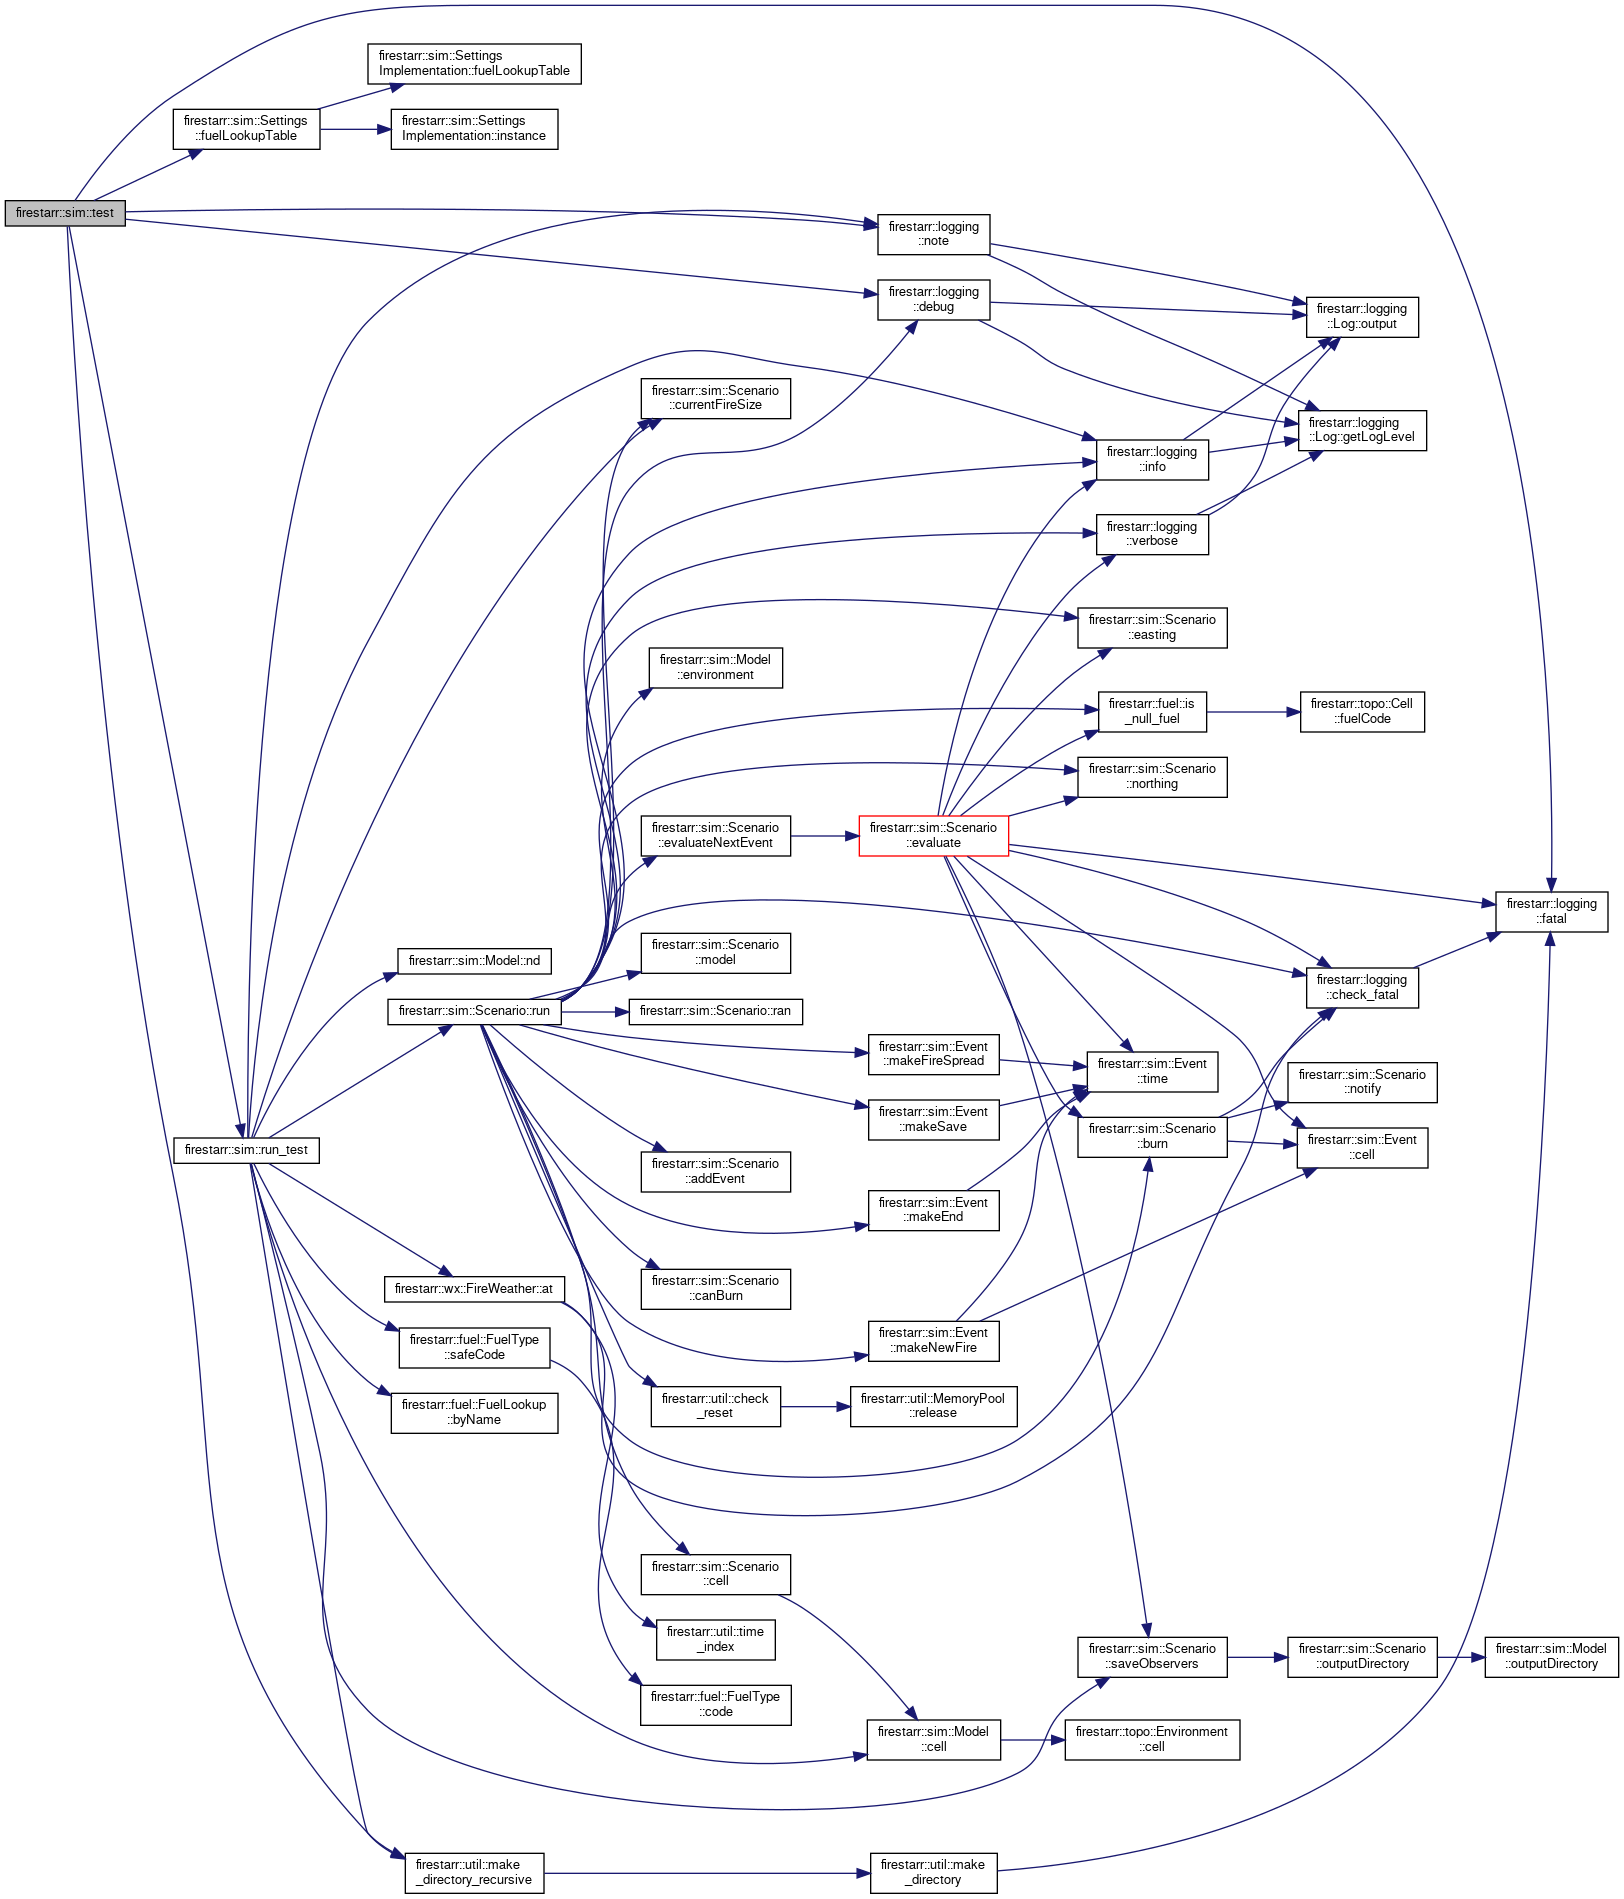 firestarr::sim::Settings
Implementation::fuelLookupTable
firestarr::sim::Settings
::fuelLookupTable
firestarr::sim::Settings
Implementation::instance
firestarr::sim::test
firestarr::logging
::note
firestarr::logging
::debug
firestarr::logging
::Log::output
firestarr::sim::Scenario
::currentFireSize
firestarr::logging
::Log::getLogLevel
firestarr::logging
::info
firestarr::logging
::verbose
firestarr::sim::Scenario
::easting
firestarr::sim::Model
::environment
firestarr::fuel::is
_null_fuel
firestarr::topo::Cell
::fuelCode
firestarr::sim::Scenario
::northing
firestarr::sim::Scenario
::evaluateNextEvent
firestarr::sim::Scenario
::evaluate
firestarr::logging
::fatal
firestarr::sim::Model::nd
firestarr::sim::Scenario
::model
firestarr::logging
::check_fatal
firestarr::sim::Scenario::run
firestarr::sim::Scenario::ran
firestarr::sim::Event
::makeFireSpread
firestarr::sim::Event
::time
firestarr::sim::Scenario
::notify
firestarr::sim::Event
::makeSave
firestarr::sim::Scenario
::burn
firestarr::sim::Event
::cell
firestarr::sim::run_test
firestarr::sim::Scenario
::addEvent
firestarr::sim::Event
::makeEnd
firestarr::wx::FireWeather::at
firestarr::sim::Scenario
::canBurn
firestarr::fuel::FuelType
::safeCode
firestarr::sim::Event
::makeNewFire
firestarr::fuel::FuelLookup
::byName
firestarr::util::check
_reset
firestarr::util::MemoryPool
::release
firestarr::sim::Scenario
::cell
firestarr::util::time
_index
firestarr::sim::Scenario
::saveObservers
firestarr::sim::Scenario
::outputDirectory
firestarr::sim::Model
::outputDirectory
firestarr::fuel::FuelType
::code
firestarr::sim::Model
::cell
firestarr::topo::Environment
::cell
firestarr::util::make
_directory_recursive
firestarr::util::make
_directory